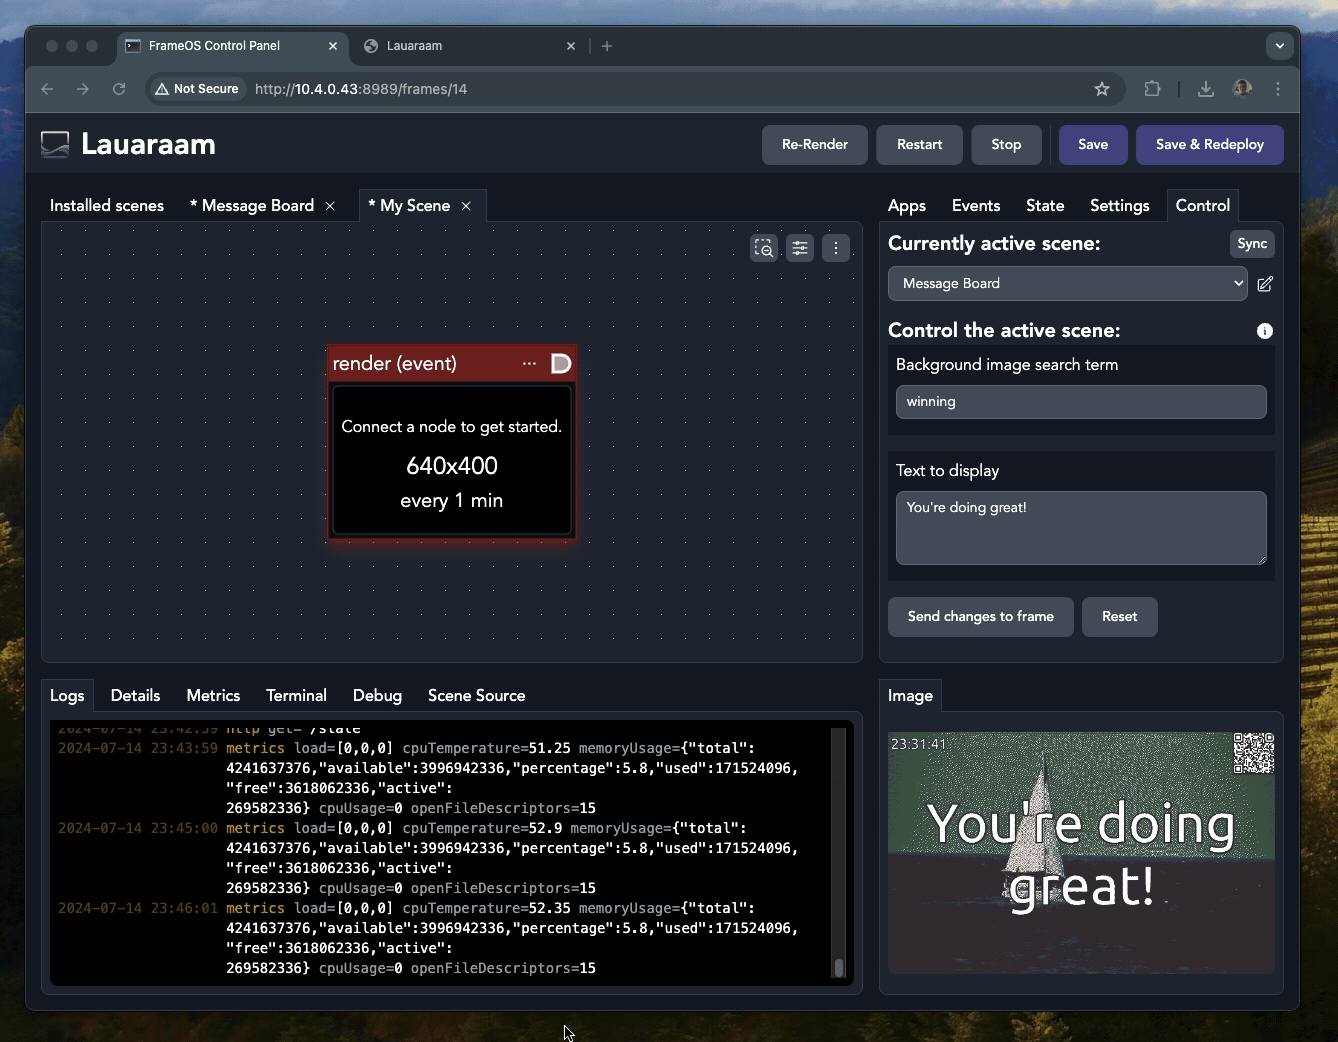 FrameOS Control Panel
Lauaraam
Not Secure
http://10.4.0.43:8989/frames/14
Lauaraam
Re-Render
Restart
Stop
Save
Save & Redeploy
Installed scenes
* Message Board
* My Scene
render (event)
Connect a node to get started.
640x400
every 1 min
Apps
Events
State
Settings
Control
Currently active scene:
Sync
Message Board
Control the active scene:
Background image search term
winning
Text to display
You're doing great!
Send changes to frame
Reset
Logs
Details
Metrics
Terminal
Debug
Scene Source
2024-07-14 23:42:59 http get= /state
2024-07-14 23:43:59 metrics load=[0,0,0] cpuTemperature=51.25 memoryUsage={"total":
4241637376,"available":3996942336,"percentage":5.8,"used":171524096,
"free":3618062336,"active":
269582336} cpuUsage=0 openFileDescriptors=15
2024-07-14 23:45:00 metrics load=[0,0,0] cpuTemperature=52.9 memoryUsage={"total":
4241637376,"available":3996942336,"percentage":5.8,"used":171524096,
"free":3618062336,"active":
269582336} cpuUsage=0 openFileDescriptors=15
2024-07-14 23:46:01 metrics load=[0,0,0] cpuTemperature=52.35 memoryUsage={"total":
4241637376,"available":3996942336,"percentage":5.8,"used":171524096,
"free":3618062336,"active":
269582336} cpuUsage=0 openFileDescriptors=15
Image
23:31:41
You're doing
great!